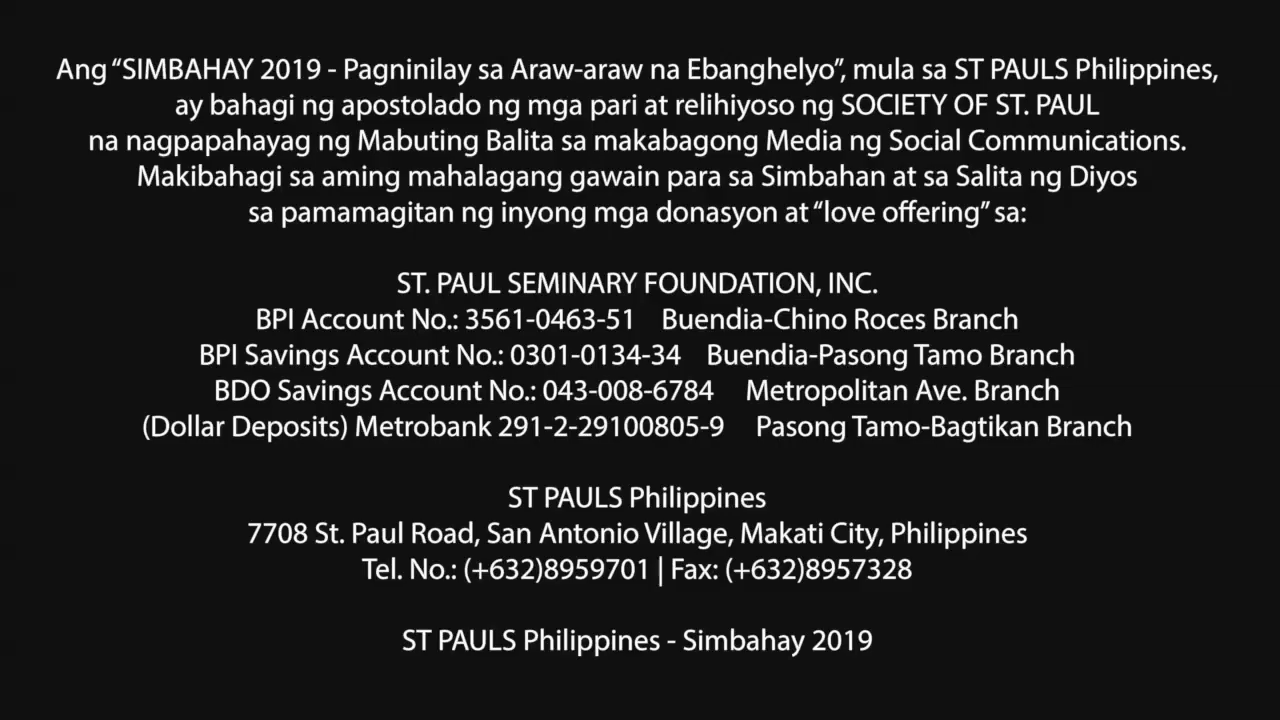 Ang “SIMBAHAY 2019 - Pagninilay sa Araw-araw na Ebanghelyo”, mula sa ST PAULS Philippines,
ay bahagi ng apostolado ng mga pari at relihiyoso ng SOCIETY OF ST. PAUL
na nagpapahayag ng Mabuting Balita sa makabagong Media ng Social Communications.
Makibahagi sa aming mahalagang gawain para sa Simbahan at sa Salita ng Diyos
sa pamamagitan ng inyong mga donasyon at “love offering” sa:
ST. PAUL SEMINARY FOUNDATION, INC.
BPI Account No.: 3561-0463-51 Buendia-Chino Roces Branch
BPI Savings Account No.: 0301-0134-34 Buendia-Pasong Tamo Branch
BDO Savings Account No.: 043-008-6784 Metropolitan Ave. Branch
(Dollar Deposits) Metrobank 291-2-29100805-9 Pasong Tamo-Bagtikan Branch
ST PAULS Philippines
7708 St. Paul Road, San Antonio Village, Makati City, Philippines
Tel. No.: (+632)8959701 | Fax: (+632)8957328
ST PAULS Philippines - Simbahay 2019